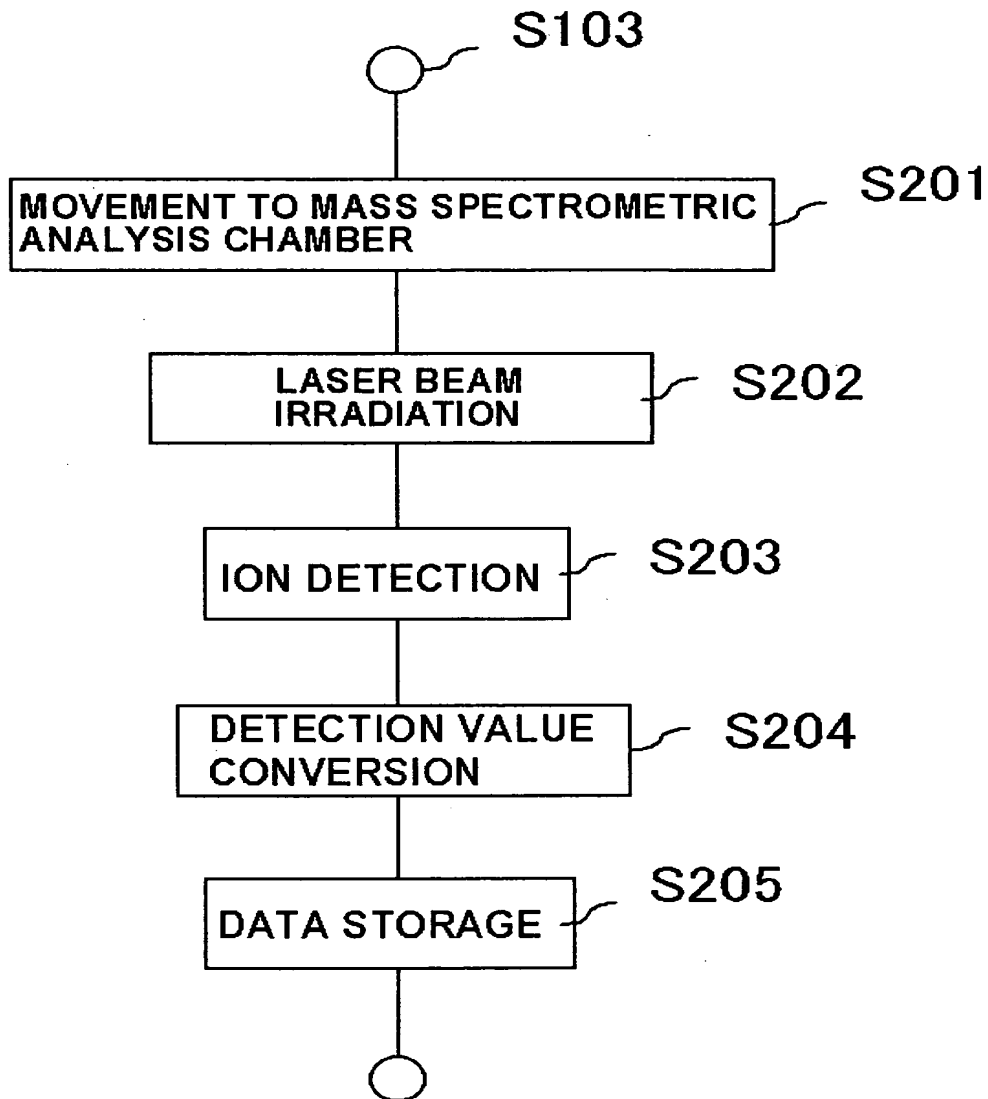 S103
MOVEMENT TO MASS SPECTROMETRIC
ANALYSIS CHAMBER
S201
LASER BEAM
IRRADIATION
S202
ION DETECTION
S203
DETECTION VALUE
CONVERSION
S204
DATA STORAGE
S205